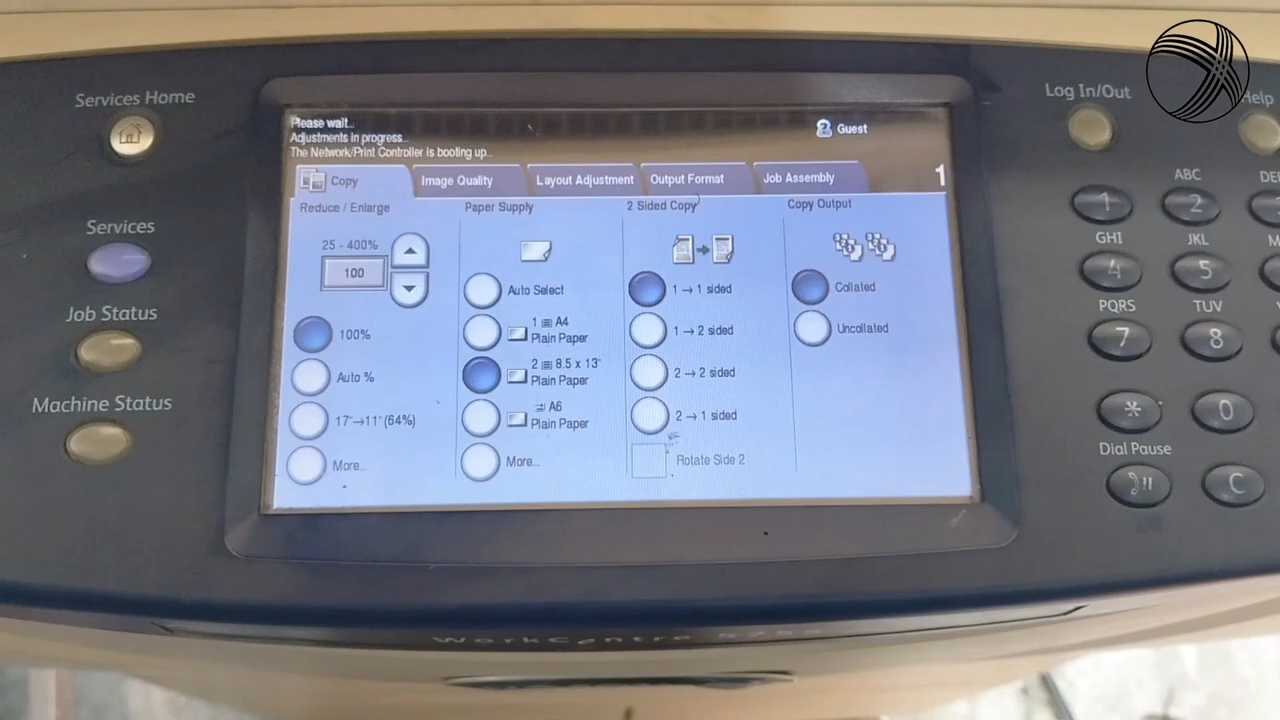 Services Home
Services
Job Status
Machine Status
Please wait...
Adjustments in progress...
The Network/Print Controller is booting up...
Guest
1
Copy
Image Quality
Layout Adjustment
Output Format
Job Assembly
Reduce / Enlarge
25 - 400%
100
100%
Auto %
17"→11" (64%)
More...
Paper Supply
Auto Select
1 A4
Plain Paper
2 8.5 x 13"
Plain Paper
A6
Plain Paper
More...
2 Sided Copy
1 → 1 sided
1 → 2 sided
2 → 2 sided
2 → 1 sided
Rotate Side 2
Copy Output
Collated
Uncollated
Log In/Out
Help
ABC
1 2
GHI JKL
4 5
PQRS TUV
7 8
* 0
Dial Pause
C
WorkCentre